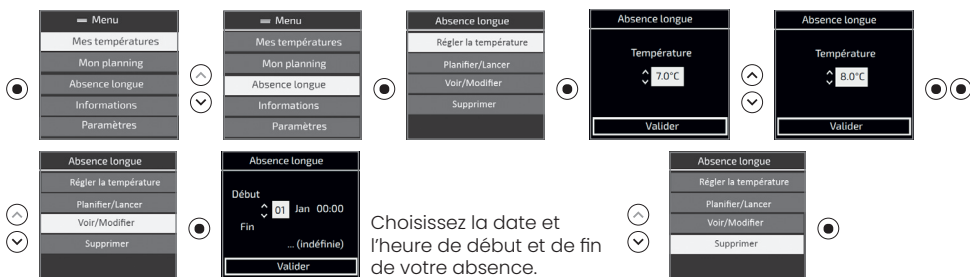 Menu
Mes températures
Mon planning
Absence longue
Informations
Paramètres
Menu
Mes températures
Mon planning
Absence longue
Informations
Paramètres
Absence longue
Régler la température
Planifier/Lancer
Voir/Modifier
Supprimer
Absence longue
Température
7.0°C
Valider
Absence longue
Température
8.0°C
Valider
Absence longue
Régler la température
Planifier/Lancer
Voir/Modifier
Supprimer
Absence longue
Début
01 Jan 00:00
Fin
... (indéfinie)
Valider
Choisissez la date et
l'heure de début et de fin
de votre absence.
Absence longue
Régler la température
Planifier/Lancer
Voir/Modifier
Supprimer